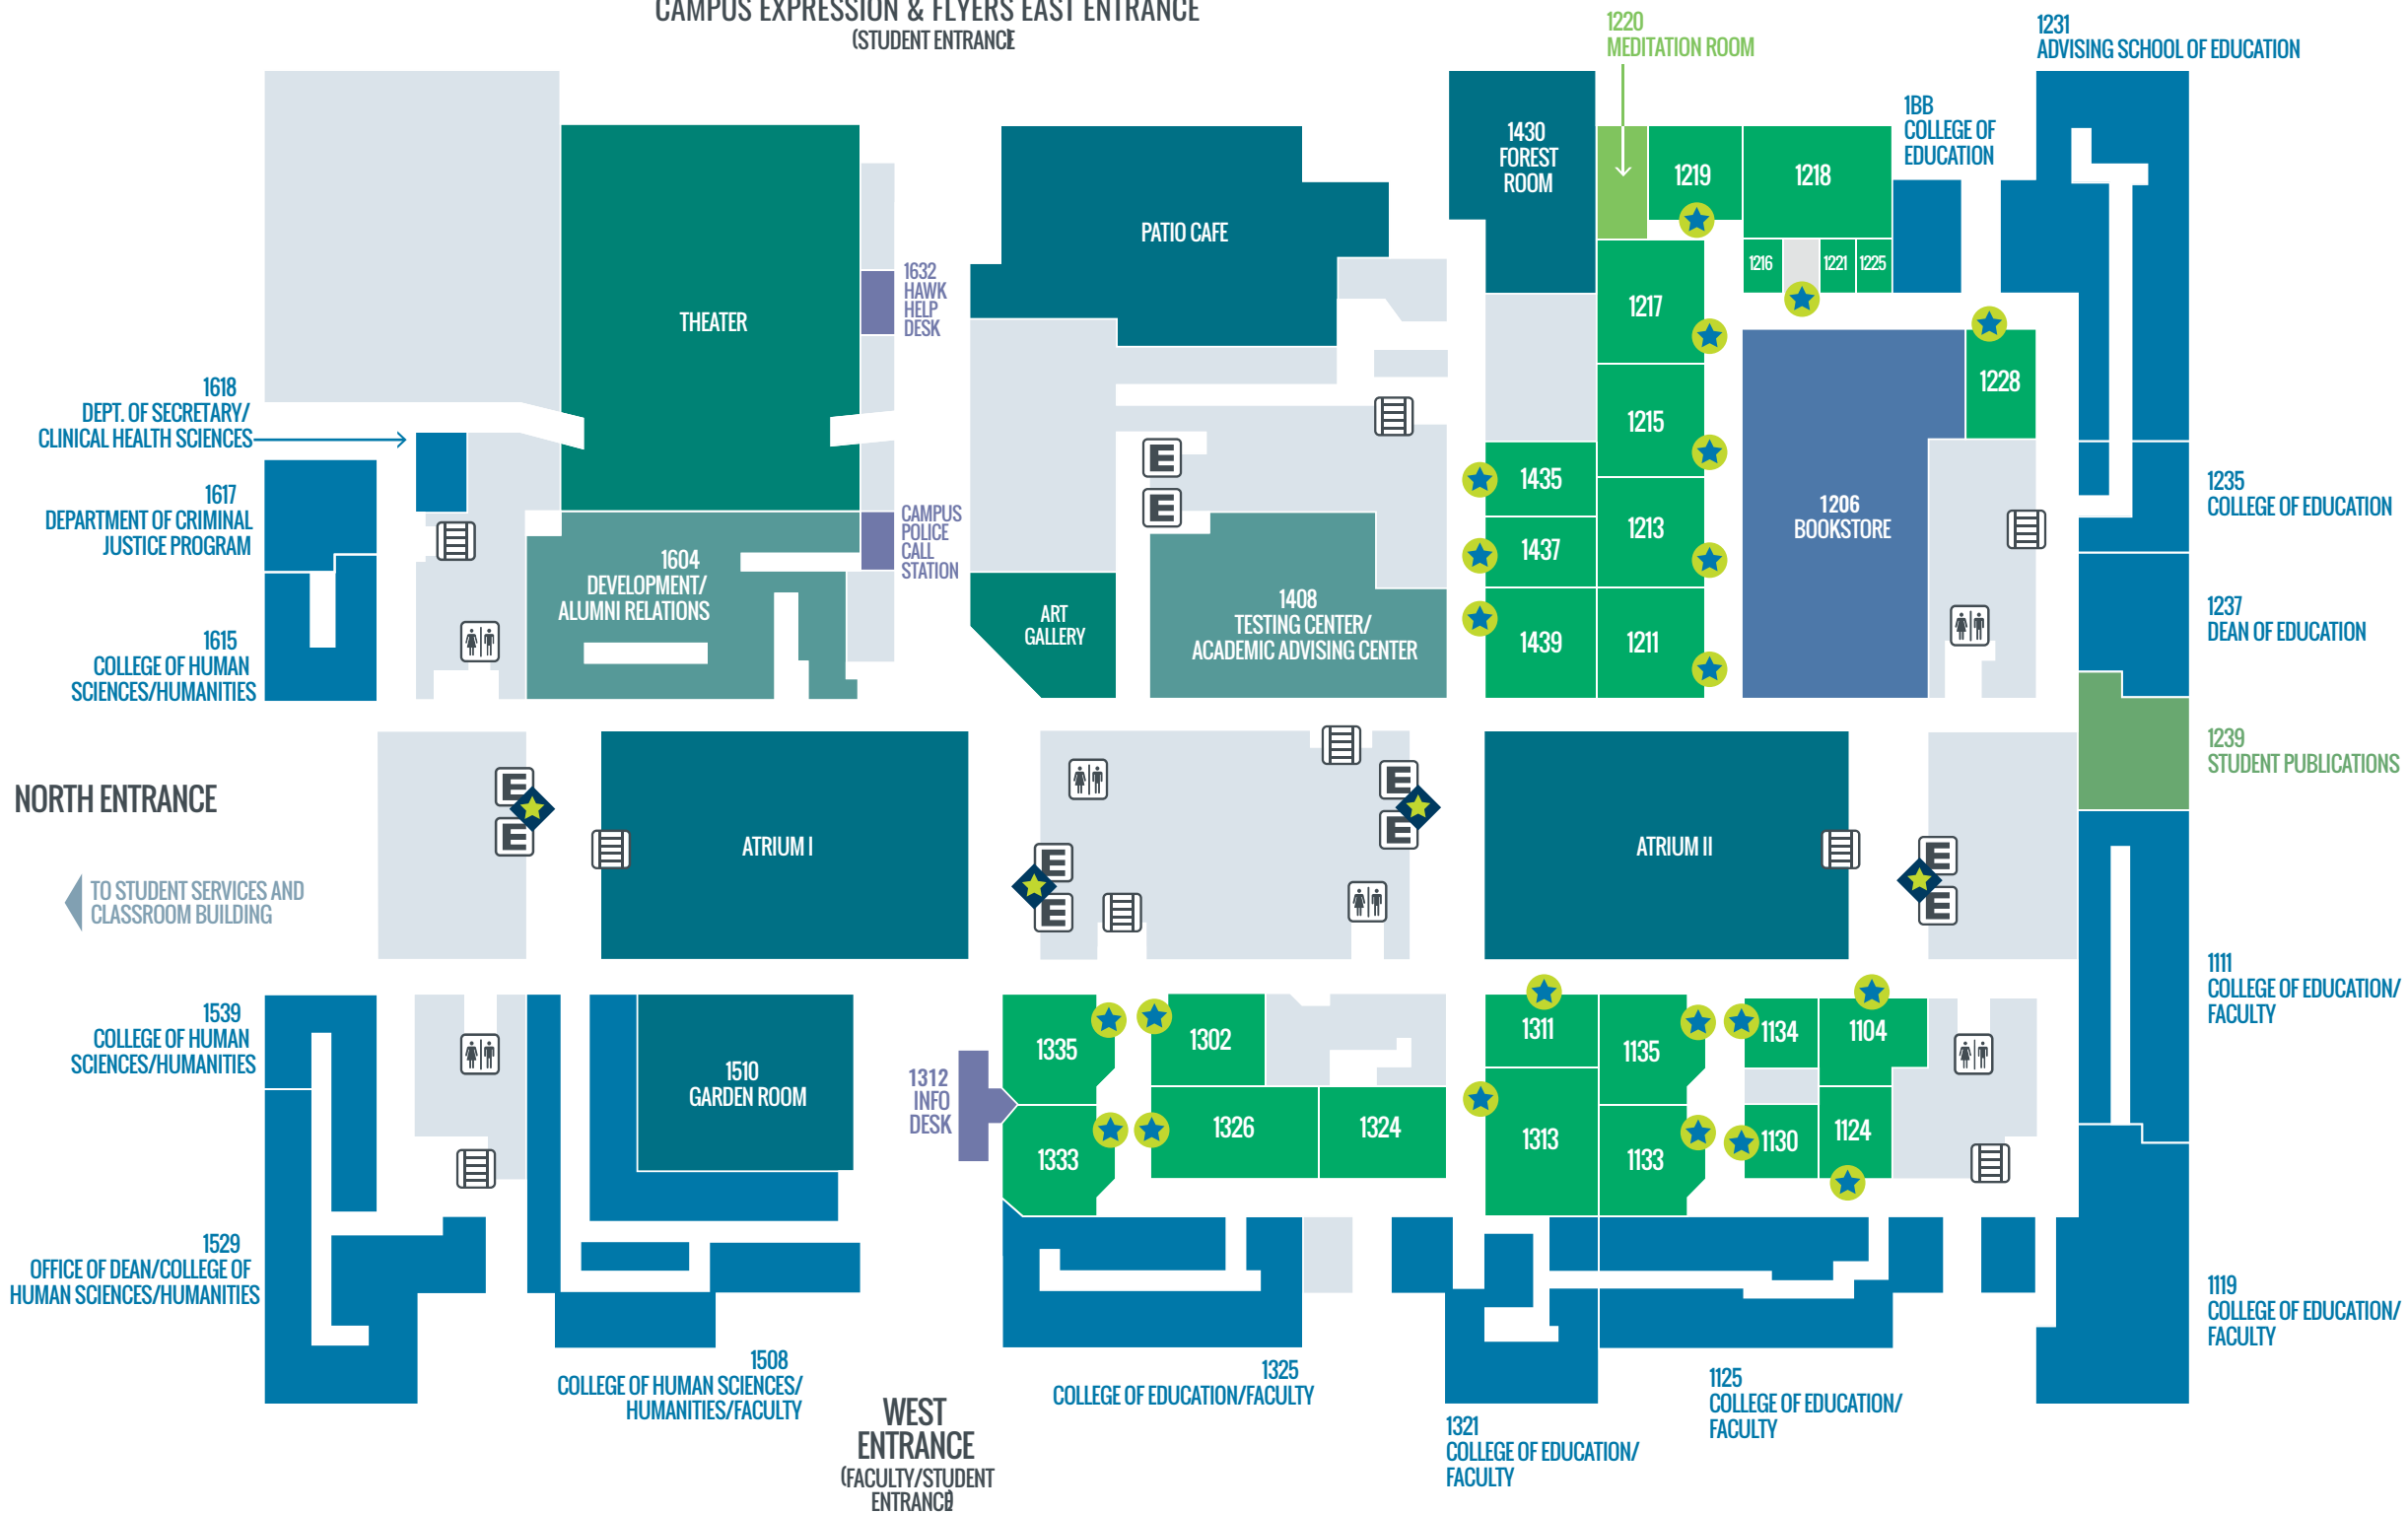 CAMPUS EXPRESSION & FLYERS EAST ENTRANCE
(STUDENT ENTRANCE)
1220
MEDITATION ROOM
1231
ADVISING SCHOOL OF EDUCATION
1BB
COLLEGE OF
EDUCATION
1430
FOREST
ROOM
1219
1218
PATIO CAFE
1216
1221
1225
1632
HAWK
HELP
DESK
THEATER
1217
1228
1618
DEPT. OF SECRETARY/
CLINICAL HEALTH SCIENCES
1215
E
E
1435
1617
DEPARTMENT OF CRIMINAL
JUSTICE PROGRAM
1235
COLLEGE OF EDUCATION
CAMPUS
POLICE
CALL
STATION
1206
BOOKSTORE
1213
1437
1604
DEVELOPMENT/
ALUMNI RELATIONS
1408
TESTING CENTER/
ACADEMIC ADVISING CENTER
ART
GALLERY
1439
1211
1237
DEAN OF EDUCATION
1615
COLLEGE OF HUMAN
SCIENCES/HUMANITIES
1239
STUDENT PUBLICATIONS
NORTH ENTRANCE
E
E
ATRIUM I
E
E
E
E
ATRIUM II
E
E
TO STUDENT SERVICES AND
CLASSROOM BUILDING
1111
COLLEGE OF EDUCATION/
FACULTY
1539
COLLEGE OF HUMAN
SCIENCES/HUMANITIES
1335
1302
1311
1135
1134
1104
1510
GARDEN ROOM
1312
INFO
DESK
1333
1326
1324
1313
1133
1130
1124
1529
OFFICE OF DEAN/COLLEGE OF
HUMAN SCIENCES/HUMANITIES
1119
COLLEGE OF EDUCATION/
FACULTY
1508
COLLEGE OF HUMAN SCIENCES/
HUMANITIES/FACULTY
1325
COLLEGE OF EDUCATION/FACULTY
1125
COLLEGE OF EDUCATION/
FACULTY
WEST
ENTRANCE
(FACULTY/STUDENT
ENTRANCE)
1321
COLLEGE OF EDUCATION/
FACULTY